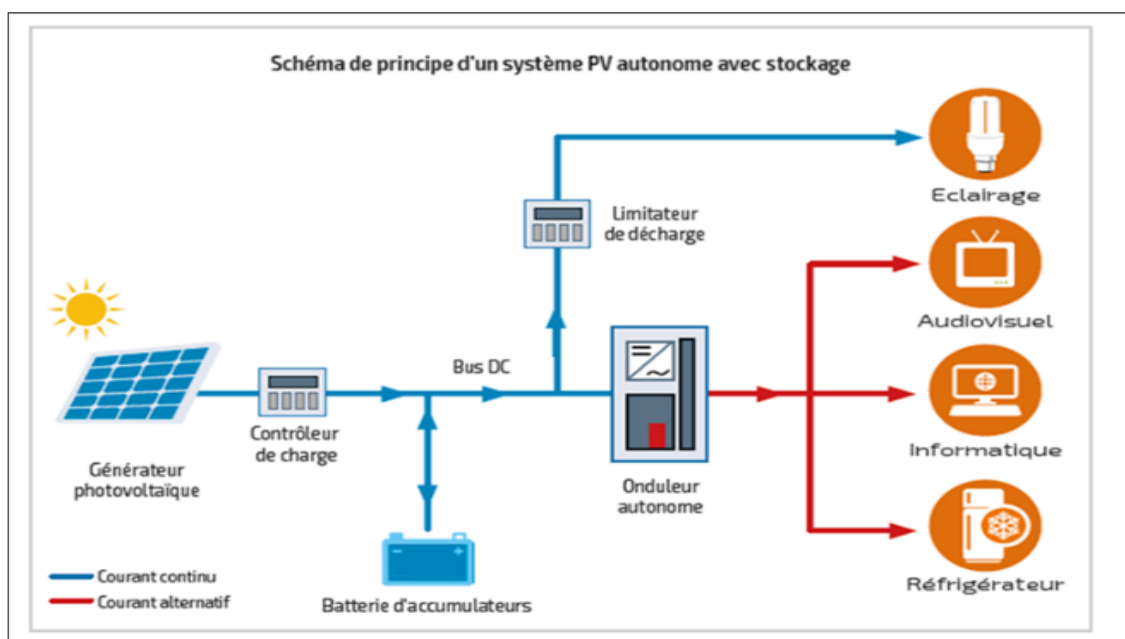 Schéma de principe d'un système PV autonome avec stockage
Eclairage
Limitateur
de décharge
Audiovisuel
Bus DC
Contrôleur
de charge
Informatique
Générateur
photovoltaïque
Onduleur
autonome
Réfrigérateur
Courant continu
Courant alternatif
Batterie d'accumulateurs